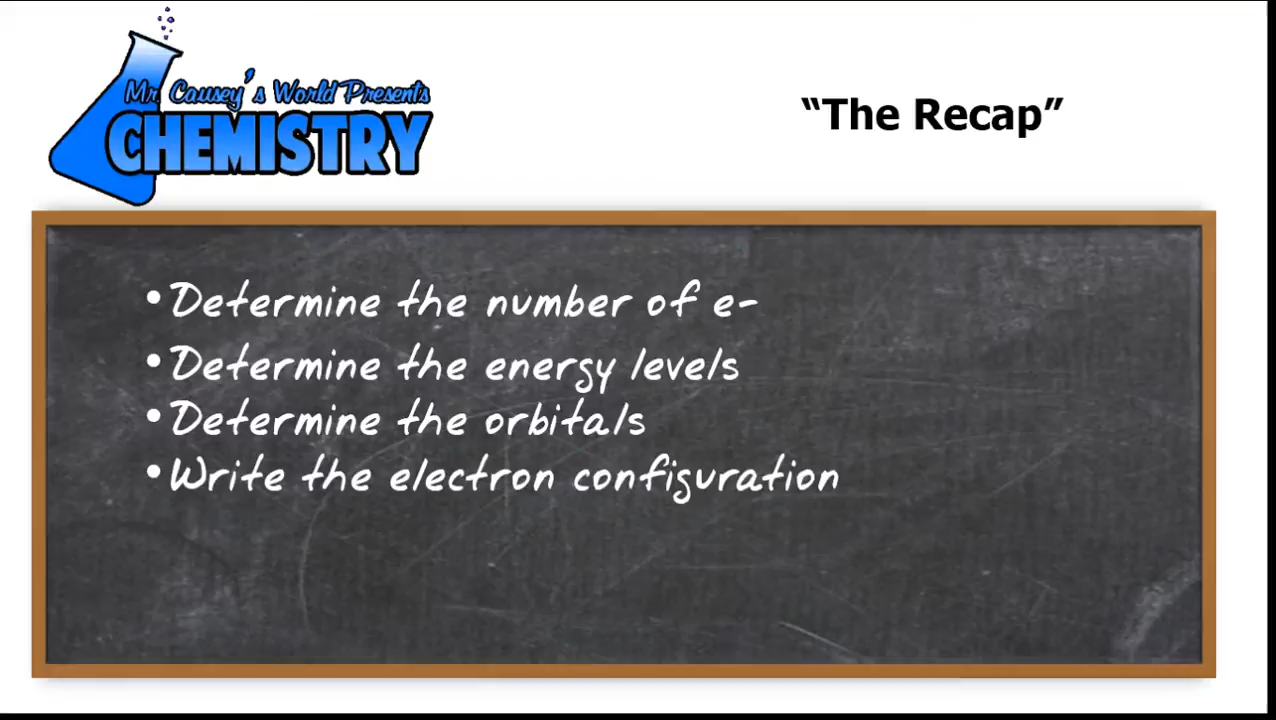 Mr. Causey's World Presents
CHEMISTRY
“The Recap”
• Determine the number of e-
• Determine the energy levels
• Determine the orbitals
• Write the electron configuration